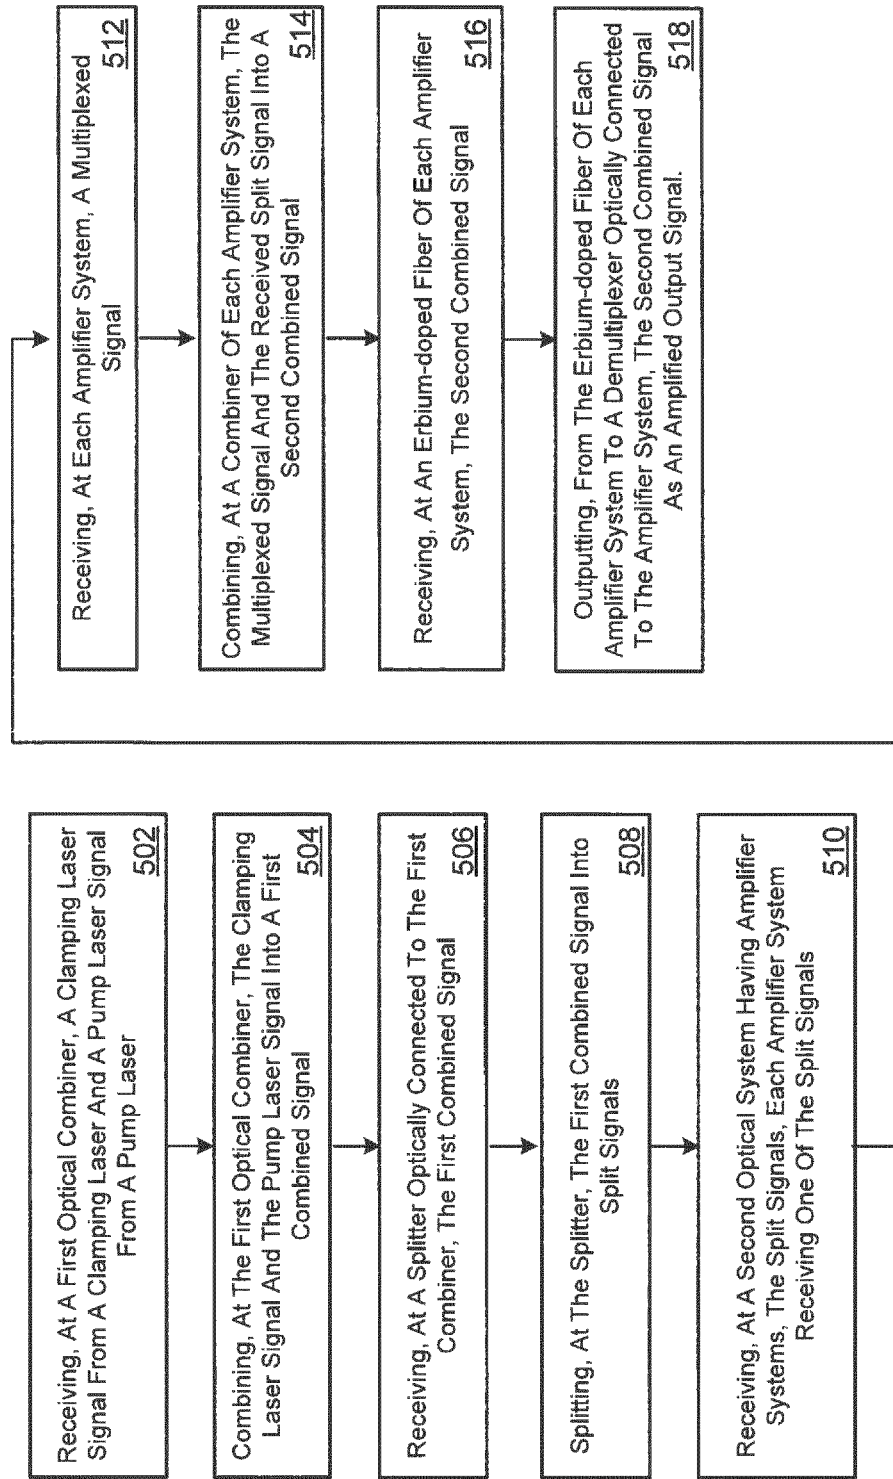 Receiving, At A First Optical Combiner, A Clamping Laser
Signal From A Clamping Laser And A Pump Laser Signal
From A Pump Laser
502
Combining, At The First Optical Combiner, The Clamping
Laser Signal And The Pump Laser Signal Into A First
Combined Signal
504
Receiving, At A Splitter Optically Connected To The First
Combiner, The First Combined Signal
506
Splitting, At The Splitter, The First Combined Signal Into
Split Signals
508
Receiving, At A Second Optical System Having Amplifier
Systems, The Split Signals, Each Amplifier System
Receiving One Of The Split Signals
510
Receiving, At Each Amplifier System, A Multiplexed
Signal
512
Combining, At A Combiner Of Each Amplifier System, The
Multiplexed Signal And The Received Split Signal Into A
Second Combined Signal
514
Receiving, At An Erbium-doped Fiber Of Each Amplifier
System, The Second Combined Signal
516
Outputting, From The Erbium-doped Fiber Of Each
Amplifier System To A Demultiplexer Optically Connected
To The Amplifier System, The Second Combined Signal
As An Amplified Output Signal.
518